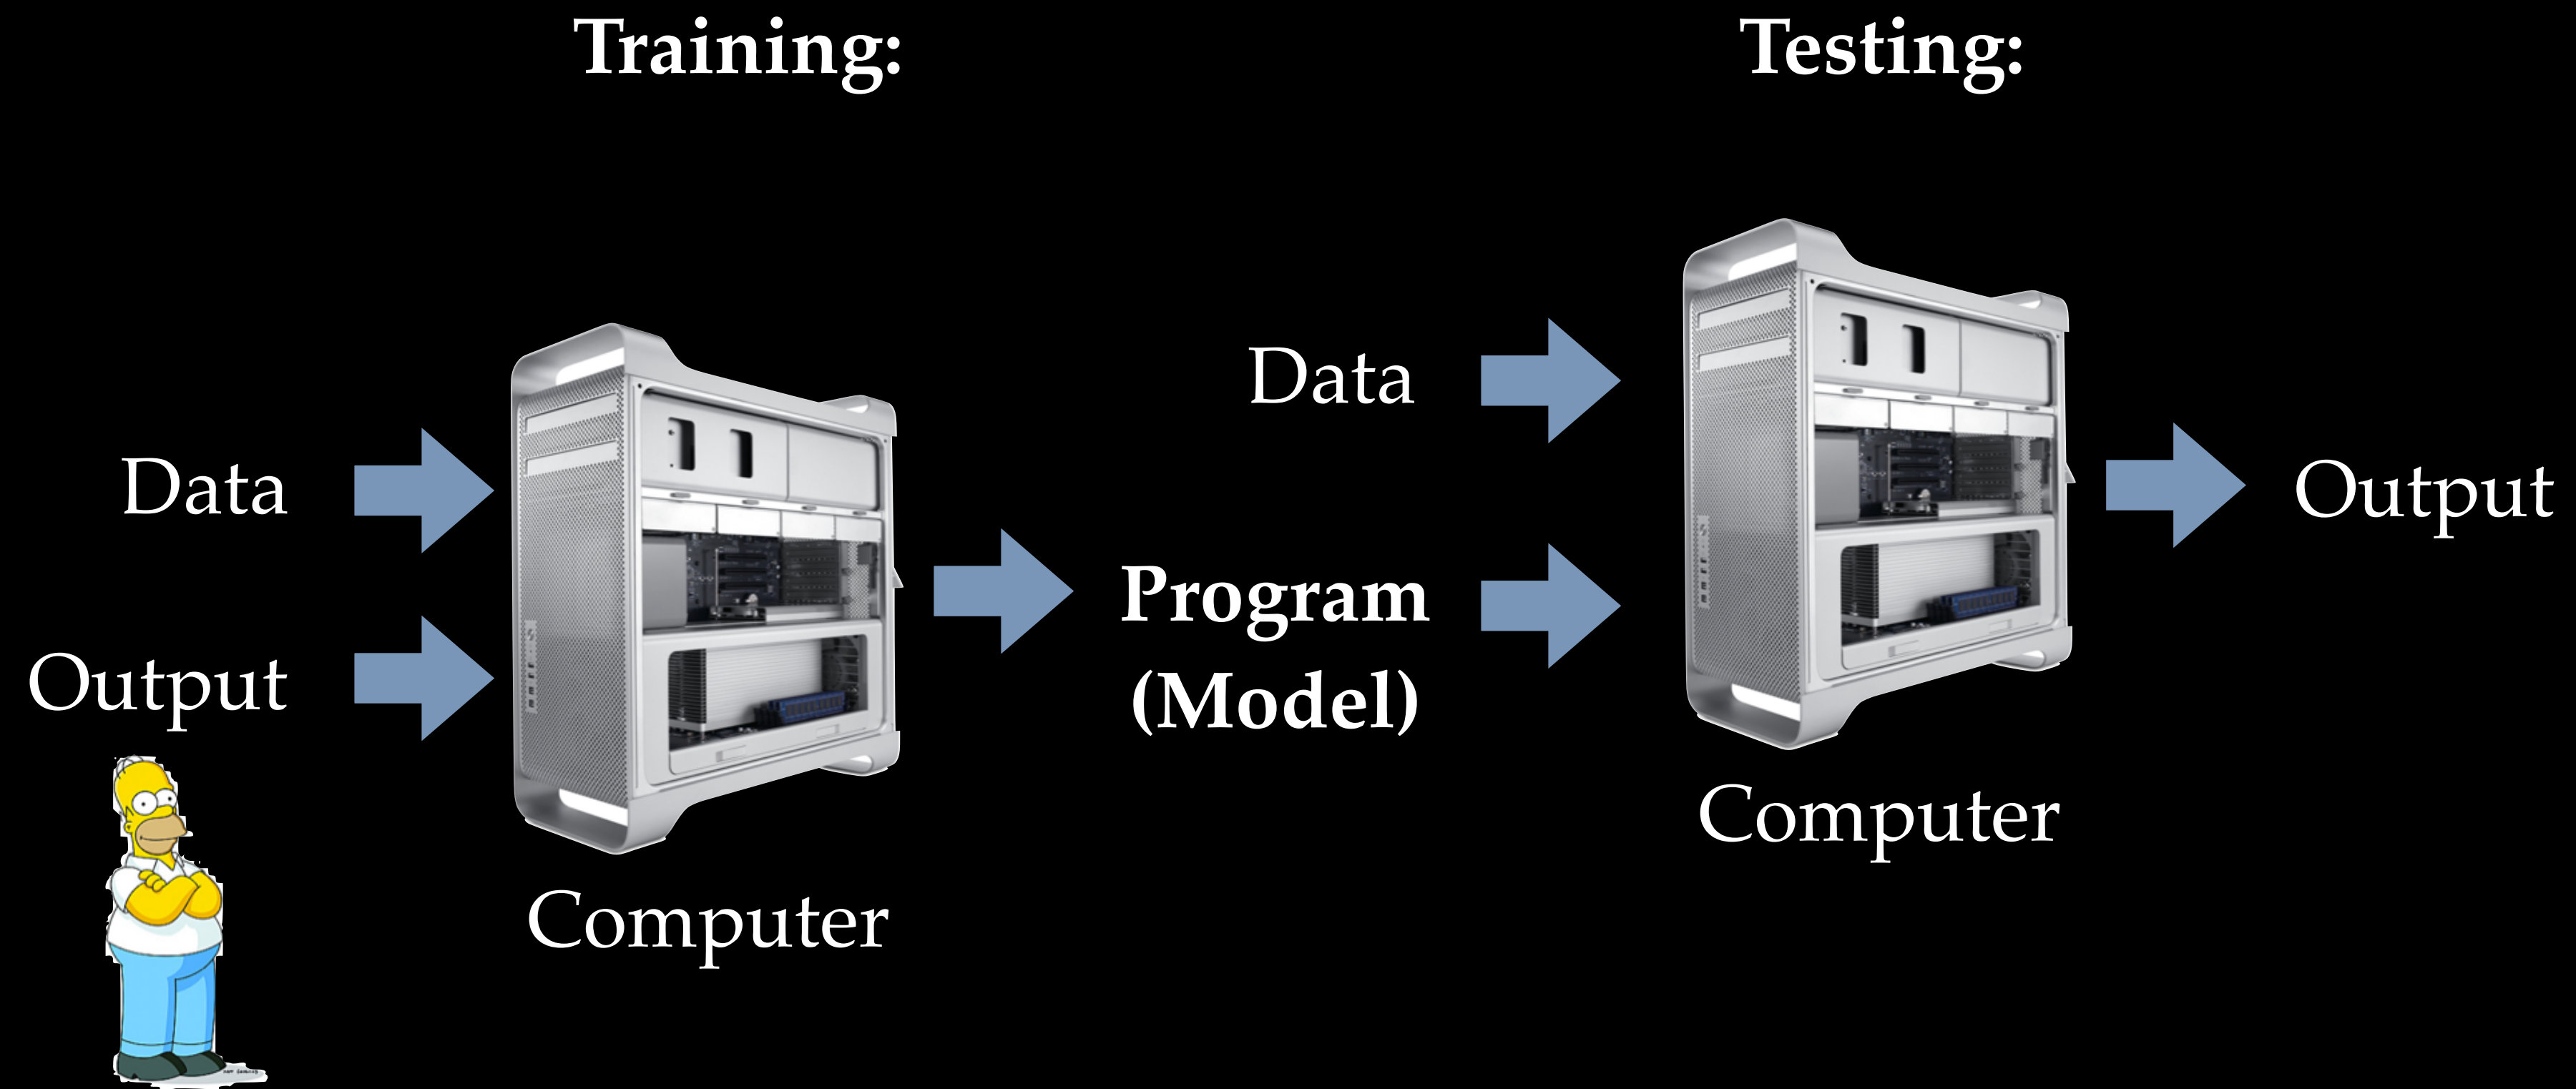 Training:
Data
Output
Computer
Program
(Model)
Testing:
Data
Computer
Output